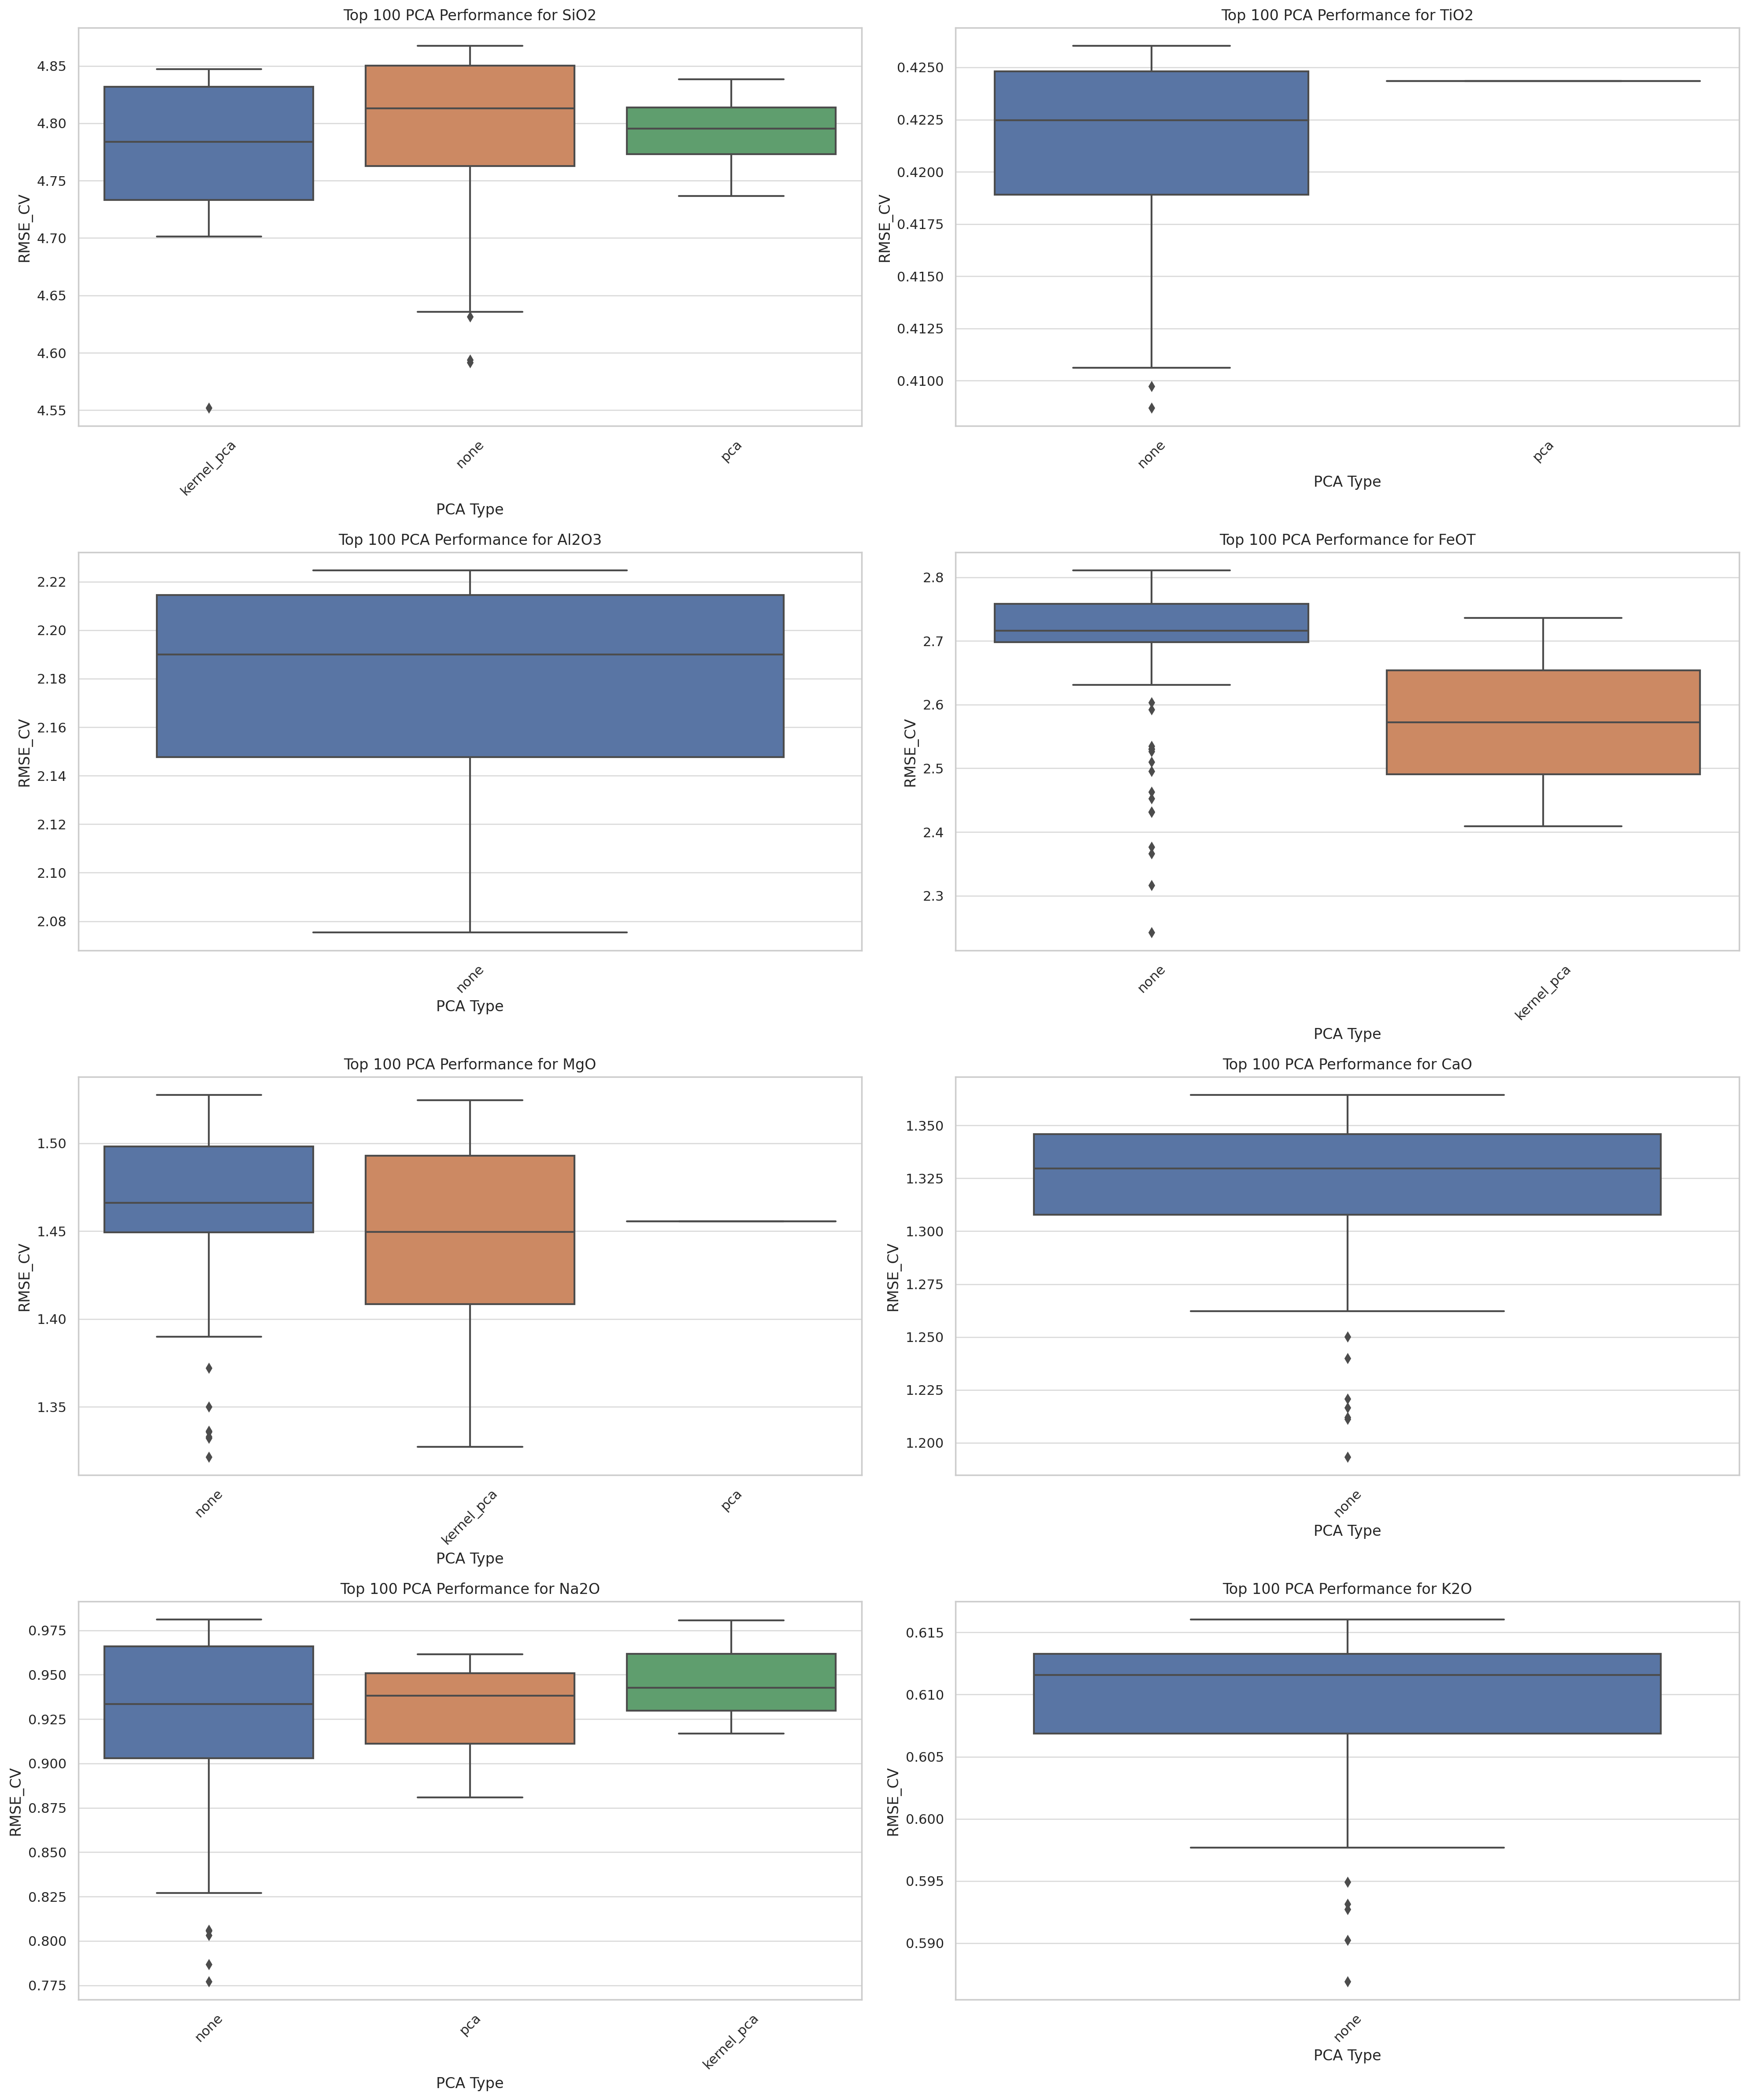 Top 100 PCA Performance for SiO2
RMSE_CV
4.85
4.80
4.75
4.70
4.65
4.60
4.55
kernel_pca
none
pca
PCA Type
Top 100 PCA Performance for TiO2
RMSE_CV
0.4250
0.4225
0.4200
0.4175
0.4150
0.4125
0.4100
none
pca
PCA Type
Top 100 PCA Performance for Al2O3
RMSE_CV
2.22
2.20
2.18
2.16
2.14
2.12
2.10
2.08
none
PCA Type
Top 100 PCA Performance for FeOT
RMSE_CV
2.8
2.7
2.6
2.5
2.4
2.3
none
kernel_pca
PCA Type
Top 100 PCA Performance for MgO
RMSE_CV
1.50
1.45
1.40
1.35
none
kernel_pca
pca
PCA Type
Top 100 PCA Performance for CaO
RMSE_CV
1.350
1.325
1.300
1.275
1.250
1.225
1.200
none
PCA Type
Top 100 PCA Performance for Na2O
RMSE_CV
0.975
0.950
0.925
0.900
0.875
0.850
0.825
0.800
0.775
none
pca
kernel_pca
PCA Type
Top 100 PCA Performance for K2O
RMSE_CV
0.615
0.610
0.605
0.600
0.595
0.590
none
PCA Type